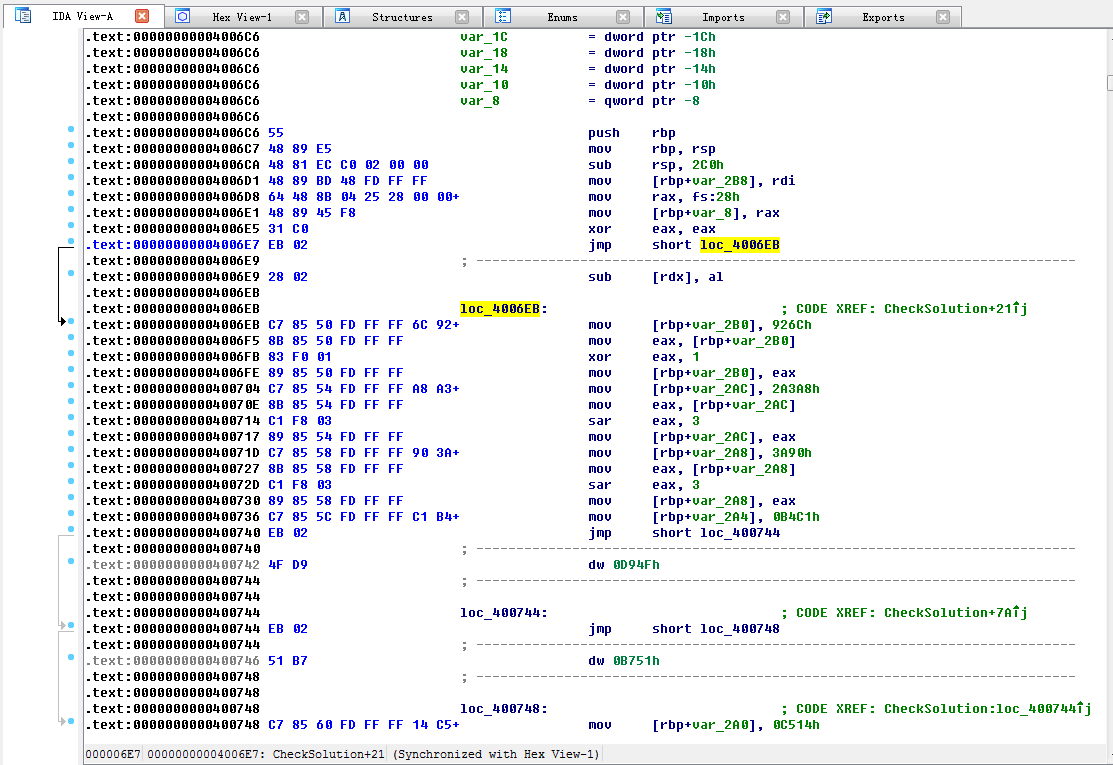 IDA View-A Hex View-1 Structures Enums Imports Exports
.text:00000000004006C6 var_1C = dword ptr -1Ch
.text:00000000004006C6 var_18 = dword ptr -18h
.text:00000000004006C6 var_14 = dword ptr -14h
.text:00000000004006C6 var_10 = dword ptr -10h
.text:00000000004006C6 var_8 = qword ptr -8
.text:00000000004006C6
.text:00000000004006C6 55 push rbp
.text:00000000004006C7 48 89 E5 mov rbp, rsp
.text:00000000004006CA 48 81 EC C0 02 00 00 sub rsp, 2C0h
.text:00000000004006D1 48 89 BD 48 FD FF FF mov [rbp+var_2B8], rdi
.text:00000000004006D8 64 48 8B 04 25 28 00 00+ mov rax, fs:28h
.text:00000000004006E1 48 89 45 F8 mov [rbp+var_8], rax
.text:00000000004006E5 31 C0 xor eax, eax
.text:00000000004006E7 EB 02 jmp short loc_4006EB
.text:00000000004006E9 ; ---------------------------------------------------------------------------
.text:00000000004006E9 28 02 sub [rdx], al
.text:00000000004006EB
.text:00000000004006EB loc_4006EB: ; CODE XREF: CheckSolution+21↑j
.text:00000000004006EB C7 85 50 FD FF FF 6C 92+ mov [rbp+var_2B0], 926Ch
.text:00000000004006F5 8B 85 50 FD FF FF mov eax, [rbp+var_2B0]
.text:00000000004006FB 83 F0 01 xor eax, 1
.text:00000000004006FE 89 85 50 FD FF FF mov [rbp+var_2B0], eax
.text:0000000000400704 C7 85 54 FD FF FF A8 A3+ mov [rbp+var_2AC], 2A3A8h
.text:000000000040070E 8B 85 54 FD FF FF mov eax, [rbp+var_2AC]
.text:0000000000400714 C1 F8 03 sar eax, 3
.text:0000000000400717 89 85 54 FD FF FF mov [rbp+var_2AC], eax
.text:000000000040071D C7 85 58 FD FF FF 90 3A+ mov [rbp+var_2A8], 3A90h
.text:0000000000400727 8B 85 58 FD FF FF mov eax, [rbp+var_2A8]
.text:000000000040072D C1 F8 03 sar eax, 3
.text:0000000000400730 89 85 58 FD FF FF mov [rbp+var_2A8], eax
.text:0000000000400736 C7 85 5C FD FF FF C1 B4+ mov [rbp+var_2A4], 0B4C1h
.text:0000000000400740 EB 02 jmp short loc_400744
.text:0000000000400740 ; ---------------------------------------------------------------------------
.text:0000000000400742 4F D9 dw 0D94Fh
.text:0000000000400744 ; ---------------------------------------------------------------------------
.text:0000000000400744
.text:0000000000400744 loc_400744: ; CODE XREF: CheckSolution+7A↑j
.text:0000000000400744 EB 02 jmp short loc_400748
.text:0000000000400744 ; ---------------------------------------------------------------------------
.text:0000000000400746 51 B7 dw 0B751h
.text:0000000000400748 ; ---------------------------------------------------------------------------
.text:0000000000400748
.text:0000000000400748 loc_400748: ; CODE XREF: CheckSolution:loc_400744↑j
.text:0000000000400748 C7 85 60 FD FF FF 14 C5+ mov [rbp+var_2A0], 0C514h
000006E7 00000000004006E7: CheckSolution+21 (Synchronized with Hex View-1)